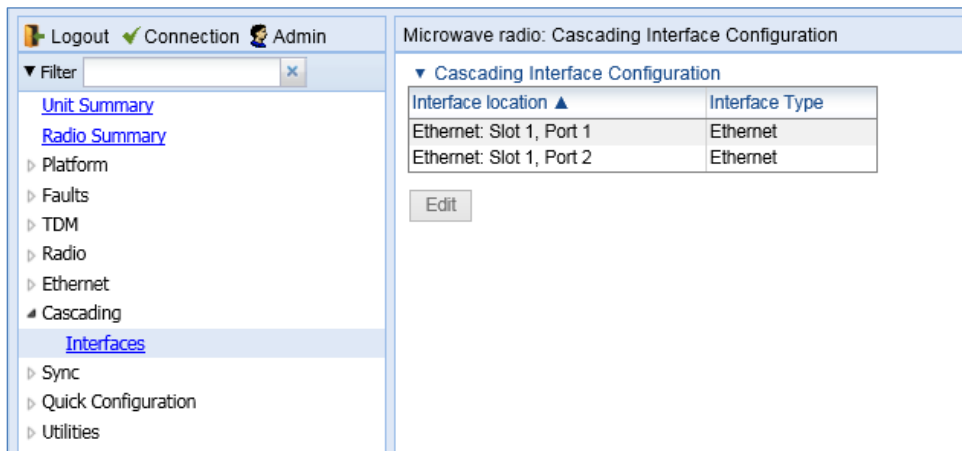 Logout Connection Admin
Filter
Unit Summary
Radio Summary
Platform
Faults
TDM
Radio
Ethernet
Cascading
Interfaces
Sync
Quick Configuration
Utilities
Microwave radio: Cascading Interface Configuration
▼ Cascading Interface Configuration
Interface location ▲ Interface Type
Ethernet: Slot 1, Port 1 Ethernet
Ethernet: Slot 1, Port 2 Ethernet
Edit